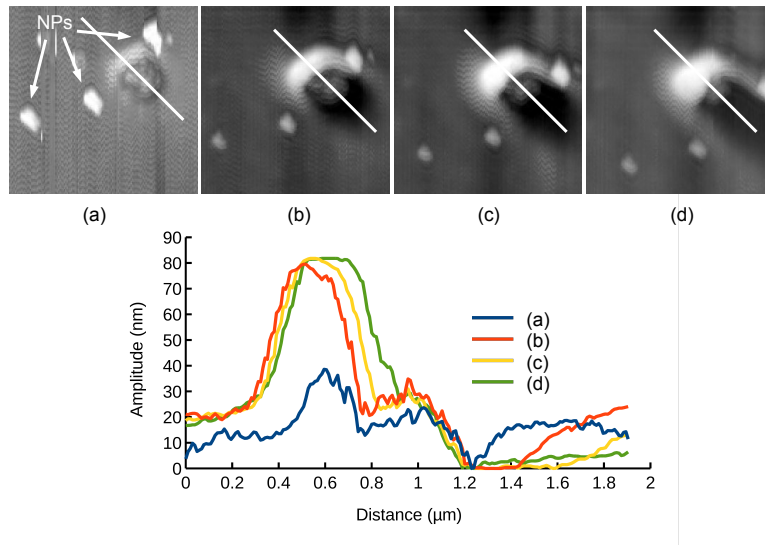 NPs
(a) (b) (c) (d)
90
80
70
60
50
40
30
20
10
0
Amplitude (nm)
(a)
(b)
(c)
(d)
0 0.2 0.4 0.6 0.8 1 1.2 1.4 1.6 1.8 2
Distance (µm)